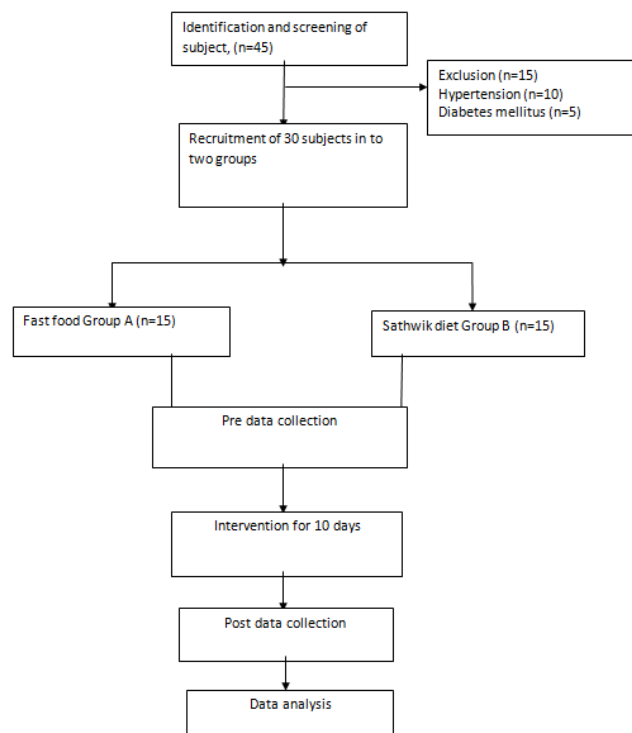 Identification and screening of
subject, (n=45)
Exclusion (n=15)
Hypertension (n=10)
Diabetes mellitus (n=5)
Recruitment of 30 subjects in to
two groups
Fast food Group A (n=15)
Sathwik diet Group B (n=15)
Pre data collection
Intervention for 10 days
Post data collection
Data analysis